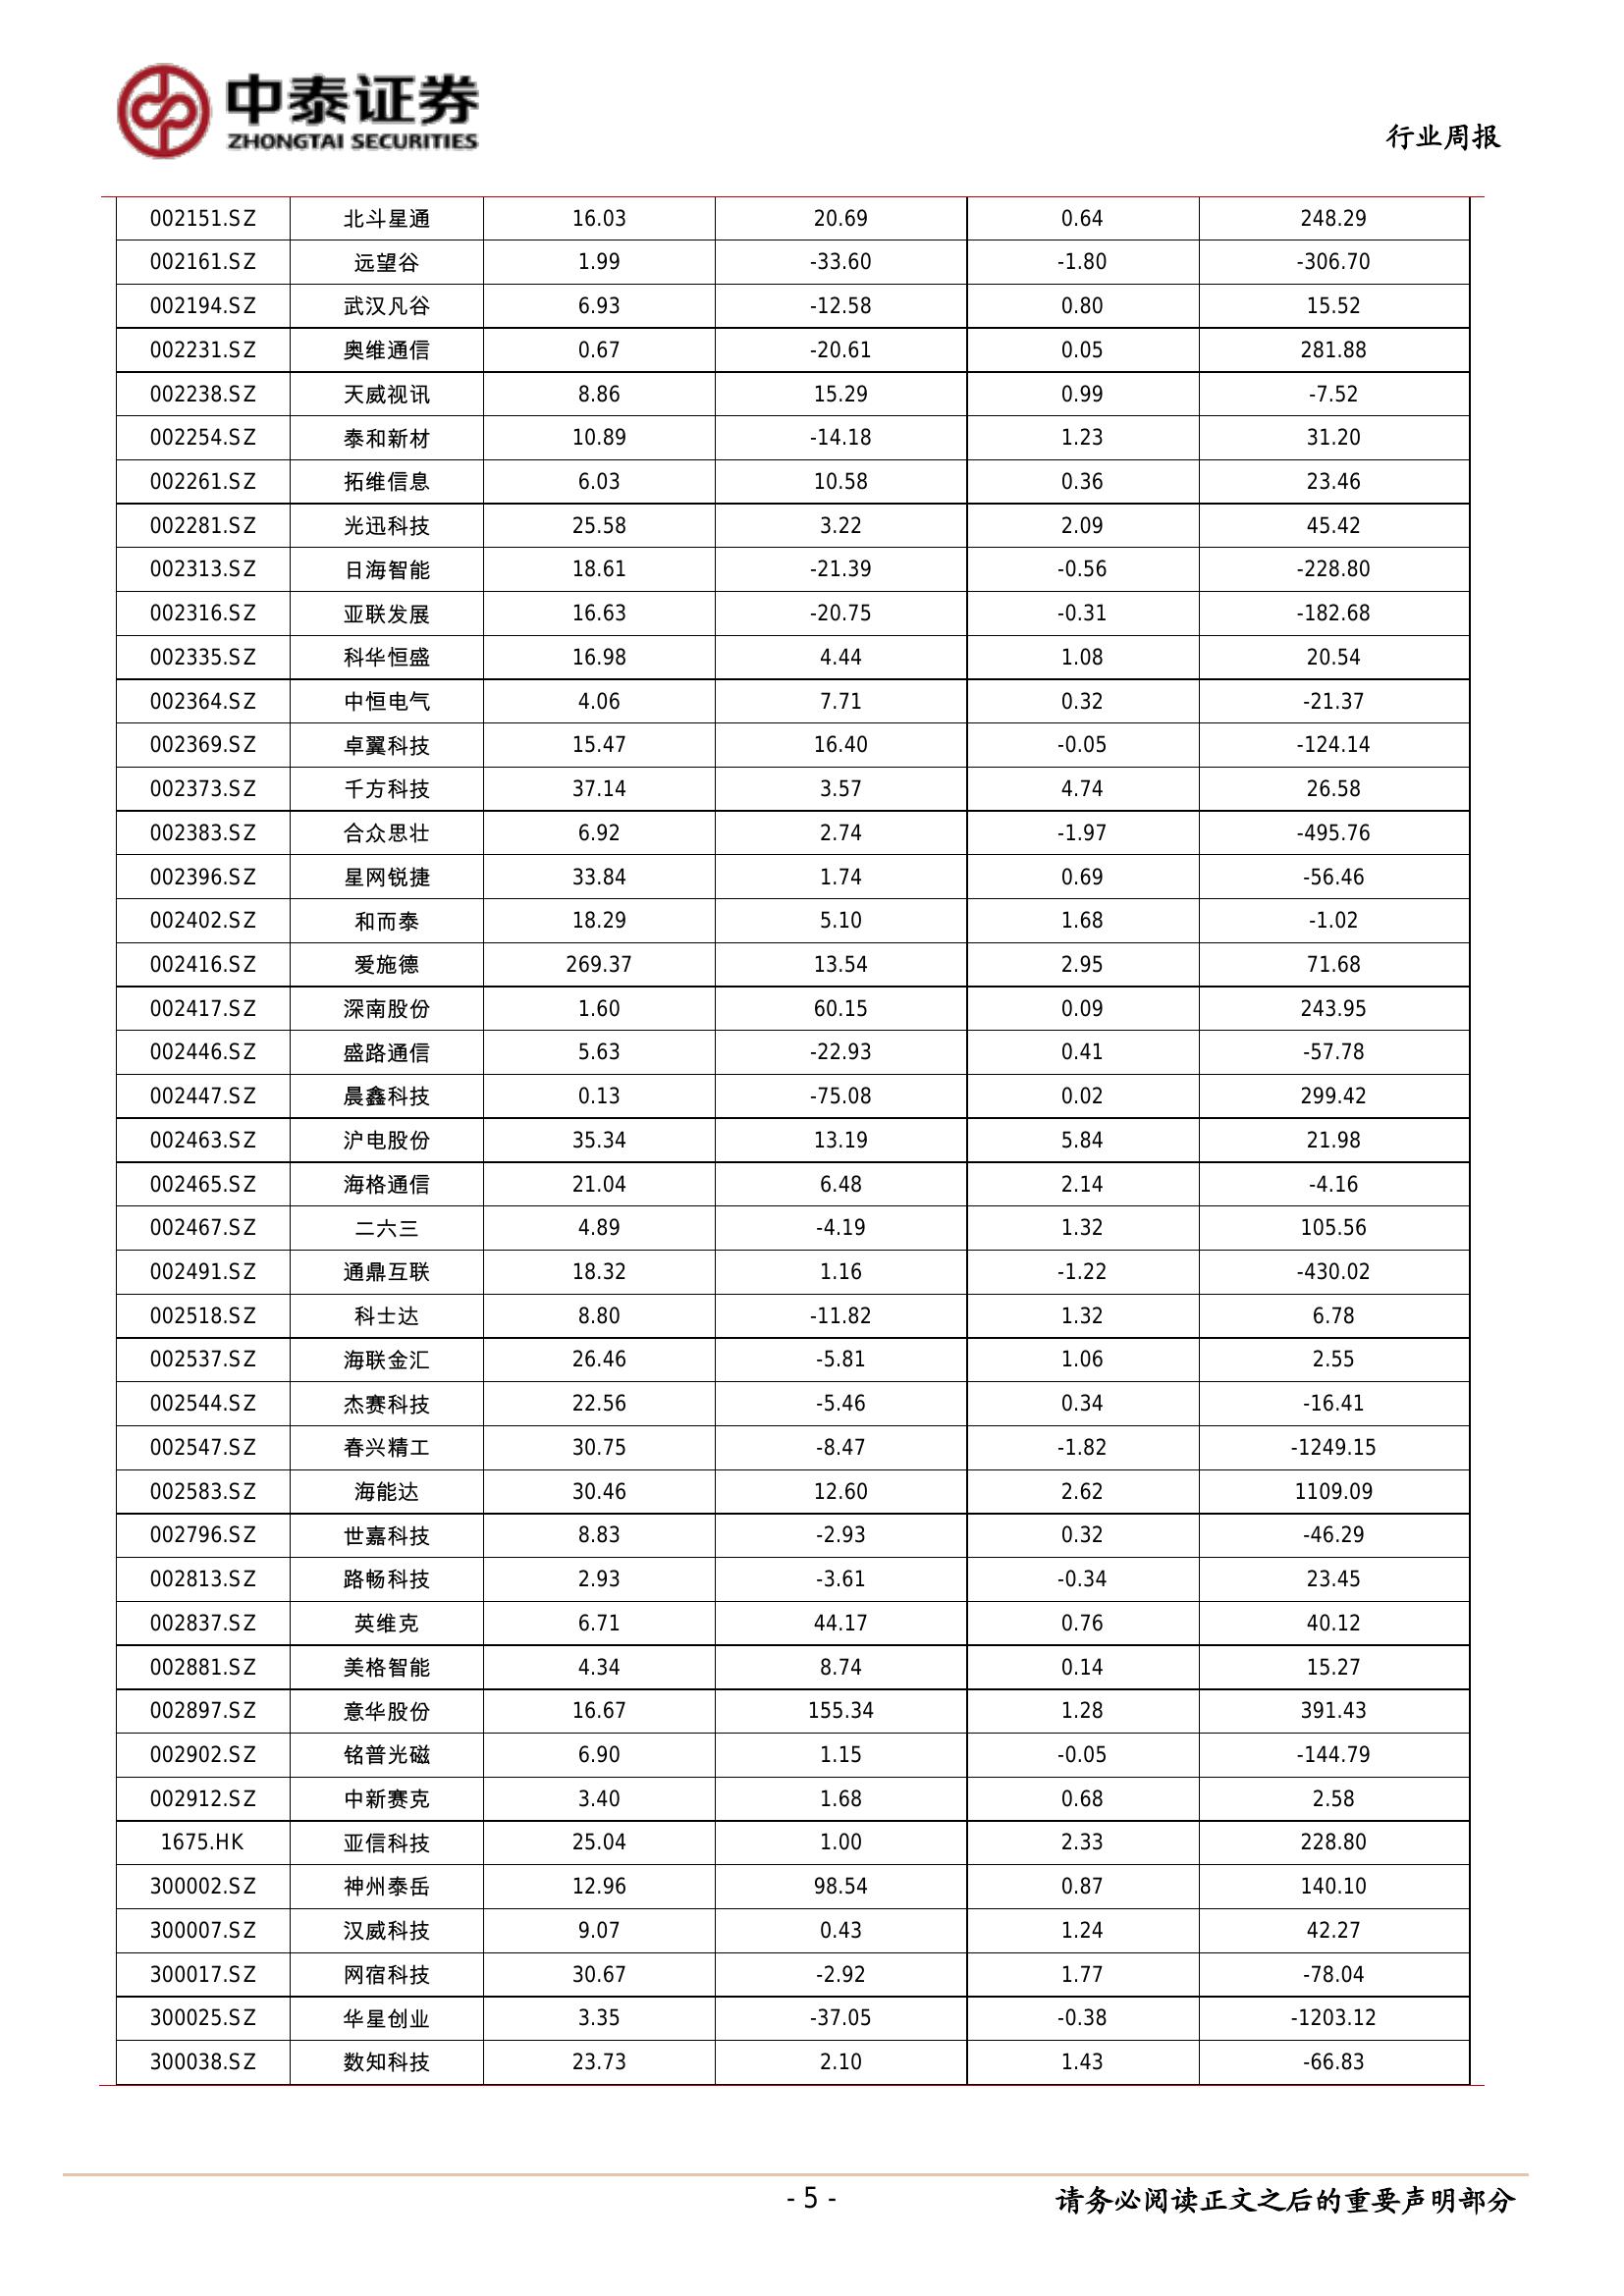 中泰证券
ZHONGTAI SECURITIES
行业周报
002151.SZ 北斗星通 16.03 20.69 0.64 248.29
002161.SZ 远望谷 1.99 -33.60 -1.80 -306.70
002194.SZ 武汉凡谷 6.93 -12.58 0.80 15.52
002231.SZ 奥维通信 0.67 -20.61 0.05 281.88
002238.SZ 天威视讯 8.86 15.29 0.99 -7.52
002254.SZ 泰和新材 10.89 -14.18 1.23 31.20
002261.SZ 拓维信息 6.03 10.58 0.36 23.46
002281.SZ 光迅科技 25.58 3.22 2.09 45.42
002313.SZ 日海智能 18.61 -21.39 -0.56 -228.80
002316.SZ 亚联发展 16.63 -20.75 -0.31 -182.68
002335.SZ 科华恒盛 16.98 4.44 1.08 20.54
002364.SZ 中恒电气 4.06 7.71 0.32 -21.37
002369.SZ 卓翼科技 15.47 16.40 -0.05 -124.14
002373.SZ 千方科技 37.14 3.57 4.74 26.58
002383.SZ 合众思壮 6.92 2.74 -1.97 -495.76
002396.SZ 星网锐捷 33.84 1.74 0.69 -56.46
002402.SZ 和而泰 18.29 5.10 1.68 -1.02
002416.SZ 爱施德 269.37 13.54 2.95 71.68
002417.SZ 深南股份 1.60 60.15 0.09 243.95
002446.SZ 盛路通信 5.63 -22.93 0.41 -57.78
002447.SZ 晨鑫科技 0.13 -75.08 0.02 299.42
002463.SZ 沪电股份 35.34 13.19 5.84 21.98
002465.SZ 海格通信 21.04 6.48 2.14 -4.16
002467.SZ 二六三 4.89 -4.19 1.32 105.56
002491.SZ 通鼎互联 18.32 1.16 -1.22 -430.02
002518.SZ 科士达 8.80 -11.82 1.32 6.78
002537.SZ 海联金汇 26.46 -5.81 1.06 2.55
002544.SZ 杰赛科技 22.56 -5.46 0.34 -16.41
002547.SZ 春兴精工 30.75 -8.47 -1.82 -1249.15
002583.SZ 海能达 30.46 12.60 2.62 1109.09
002796.SZ 世嘉科技 8.83 -2.93 0.32 -46.29
002813.SZ 路畅科技 2.93 -3.61 -0.34 23.45
002837.SZ 英维克 6.71 44.17 0.76 40.12
002881.SZ 美格智能 4.34 8.74 0.14 15.27
002897.SZ 意华股份 16.67 155.34 1.28 391.43
002902.SZ 铭普光磁 6.90 1.15 -0.05 -144.79
002912.SZ 中新赛克 3.40 1.68 0.68 2.58
1675.HK 亚信科技 25.04 1.00 2.33 228.80
300002.SZ 神州泰岳 12.96 98.54 0.87 140.10
300007.SZ 汉威科技 9.07 0.43 1.24 42.27
300017.SZ 网宿科技 30.67 -2.92 1.77 -78.04
300025.SZ 华星创业 3.35 -37.05 -0.38 -1203.12
300038.SZ 数知科技 23.73 2.10 1.43 -66.83
- 5 -
请务必阅读正文之后的重要声明部分